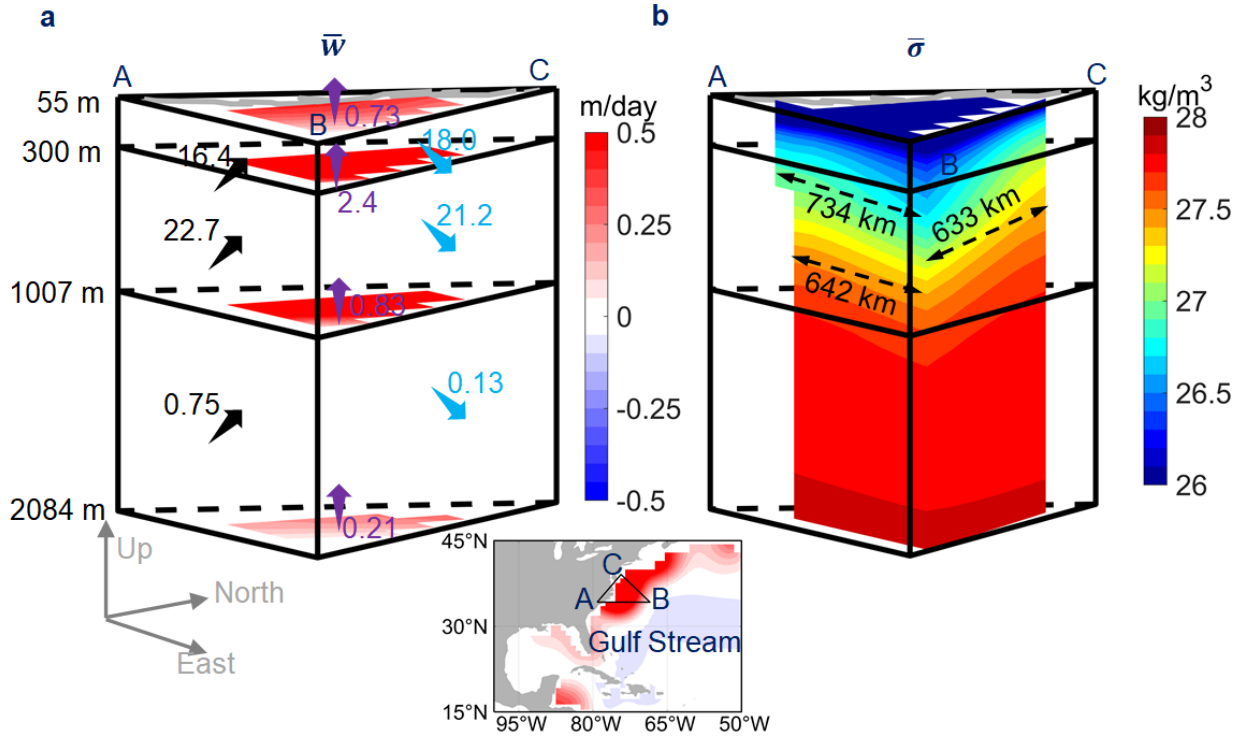 a
w̄
A
C
B
55 m
300 m
1007 m
2084 m
0.73
18.0
16.4
2.4
21.2
22.7
0.83
0.75
0.13
0.21
Up
North
East
m/day
0.5
0.25
0
-0.25
-0.5
b
σ̄
A
C
B
734 km
633 km
642 km
kg/m³
28
27.5
27
26.5
26
45°N
30°N
15°N
C
A
B
Gulf Stream
95°W
80°W
65°W
50°W